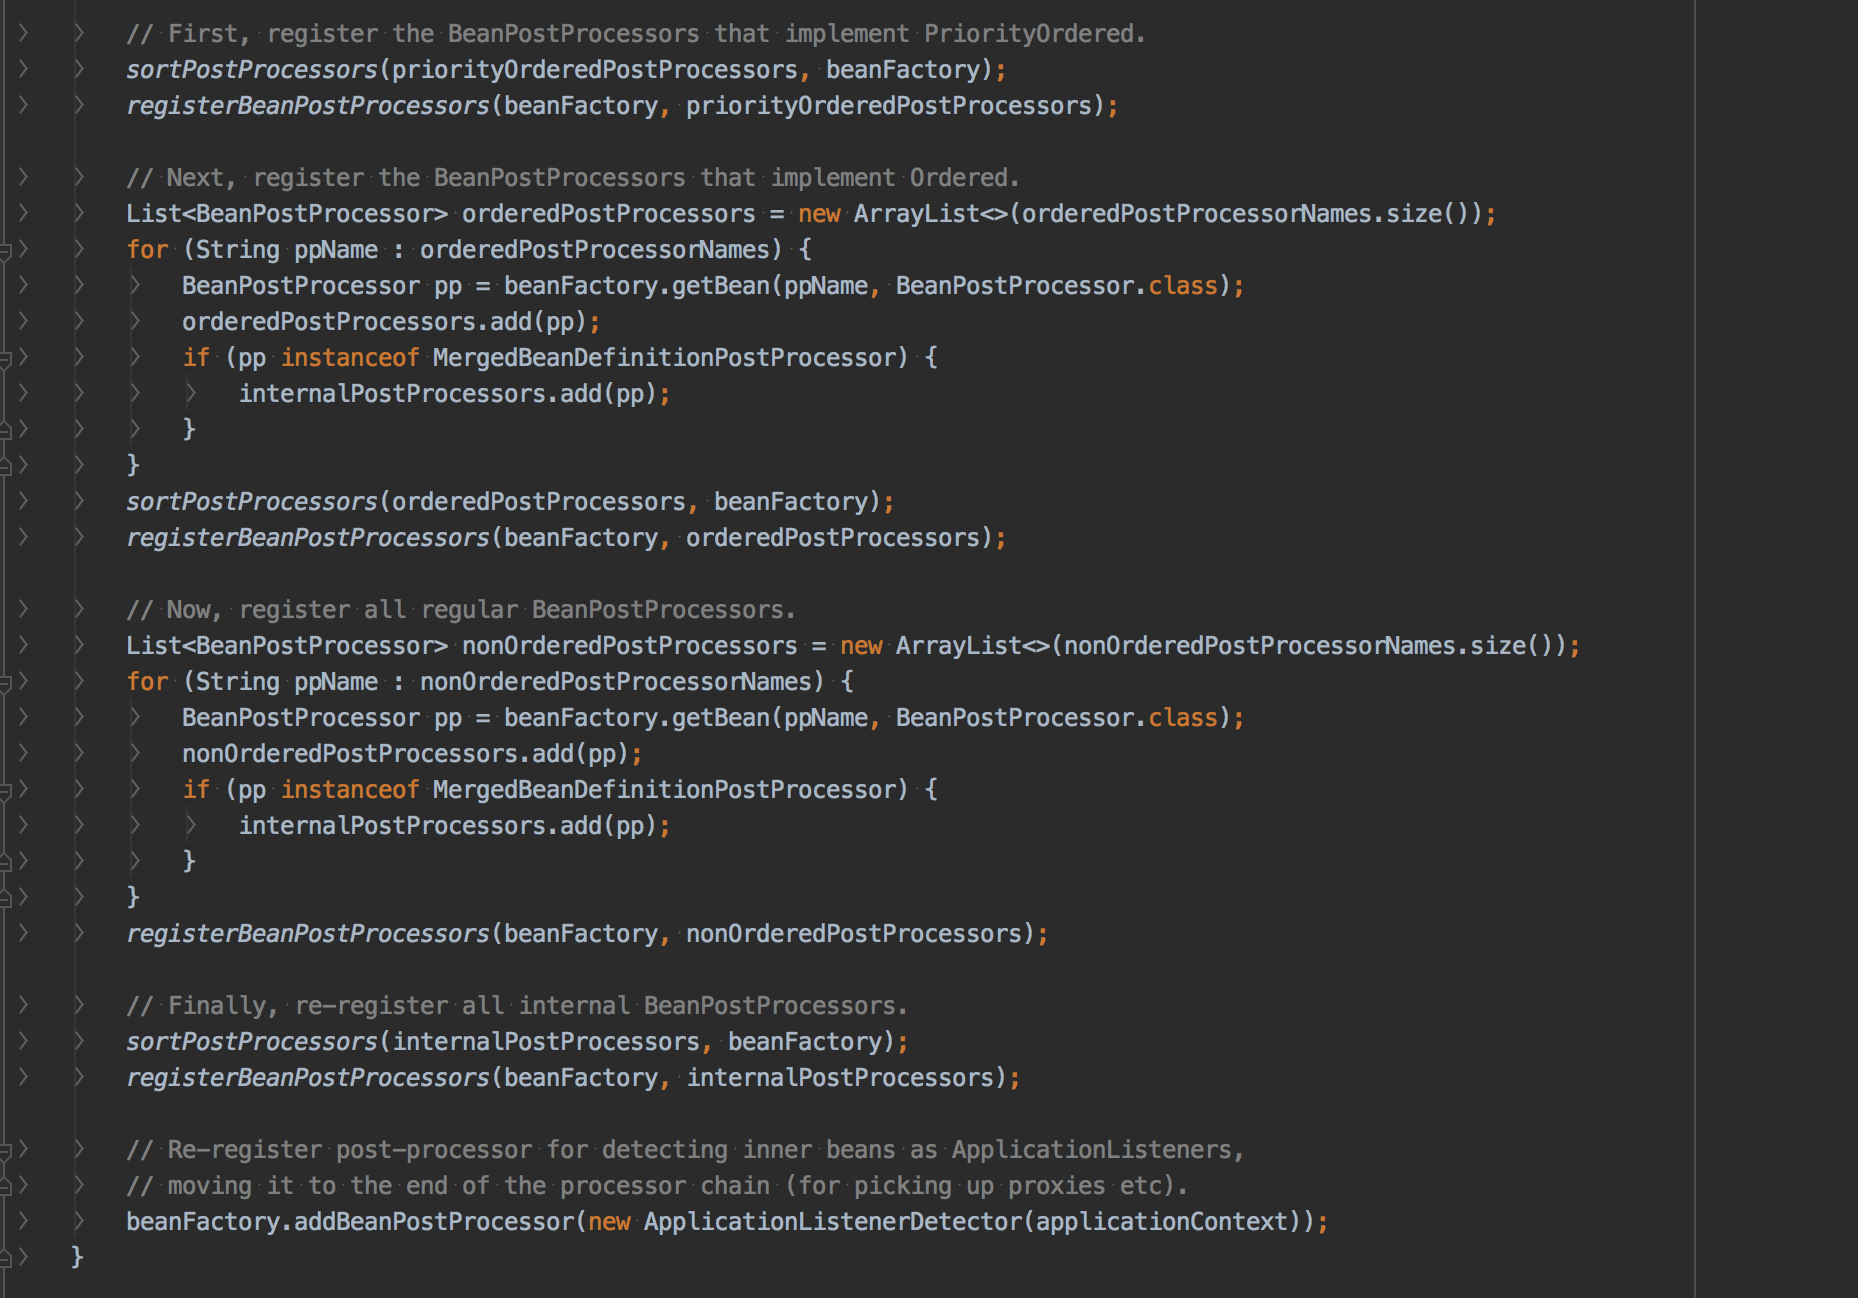 // First, register the BeanPostProcessors that implement PriorityOrdered.
sortPostProcessors(priorityOrderedPostProcessors, beanFactory);
registerBeanPostProcessors(beanFactory, priorityOrderedPostProcessors);
// Next, register the BeanPostProcessors that implement Ordered.
List<BeanPostProcessor> orderedPostProcessors = new ArrayList<>(orderedPostProcessorNames.size());
for (String ppName : orderedPostProcessorNames) {
BeanPostProcessor pp = beanFactory.getBean(ppName, BeanPostProcessor.class);
orderedPostProcessors.add(pp);
if (pp instanceof MergedBeanDefinitionPostProcessor) {
internalPostProcessors.add(pp);
}
}
sortPostProcessors(orderedPostProcessors, beanFactory);
registerBeanPostProcessors(beanFactory, orderedPostProcessors);
// Now, register all regular BeanPostProcessors.
List<BeanPostProcessor> nonOrderedPostProcessors = new ArrayList<>(nonOrderedPostProcessorNames.size());
for (String ppName : nonOrderedPostProcessorNames) {
BeanPostProcessor pp = beanFactory.getBean(ppName, BeanPostProcessor.class);
nonOrderedPostProcessors.add(pp);
if (pp instanceof MergedBeanDefinitionPostProcessor) {
internalPostProcessors.add(pp);
}
}
registerBeanPostProcessors(beanFactory, nonOrderedPostProcessors);
// Finally, re-register all internal BeanPostProcessors.
sortPostProcessors(internalPostProcessors, beanFactory);
registerBeanPostProcessors(beanFactory, internalPostProcessors);
// Re-register post-processor for detecting inner beans as ApplicationListeners,
// moving it to the end of the processor chain (for picking up proxies etc).
beanFactory.addBeanPostProcessor(new ApplicationListenerDetector(applicationContext));
}